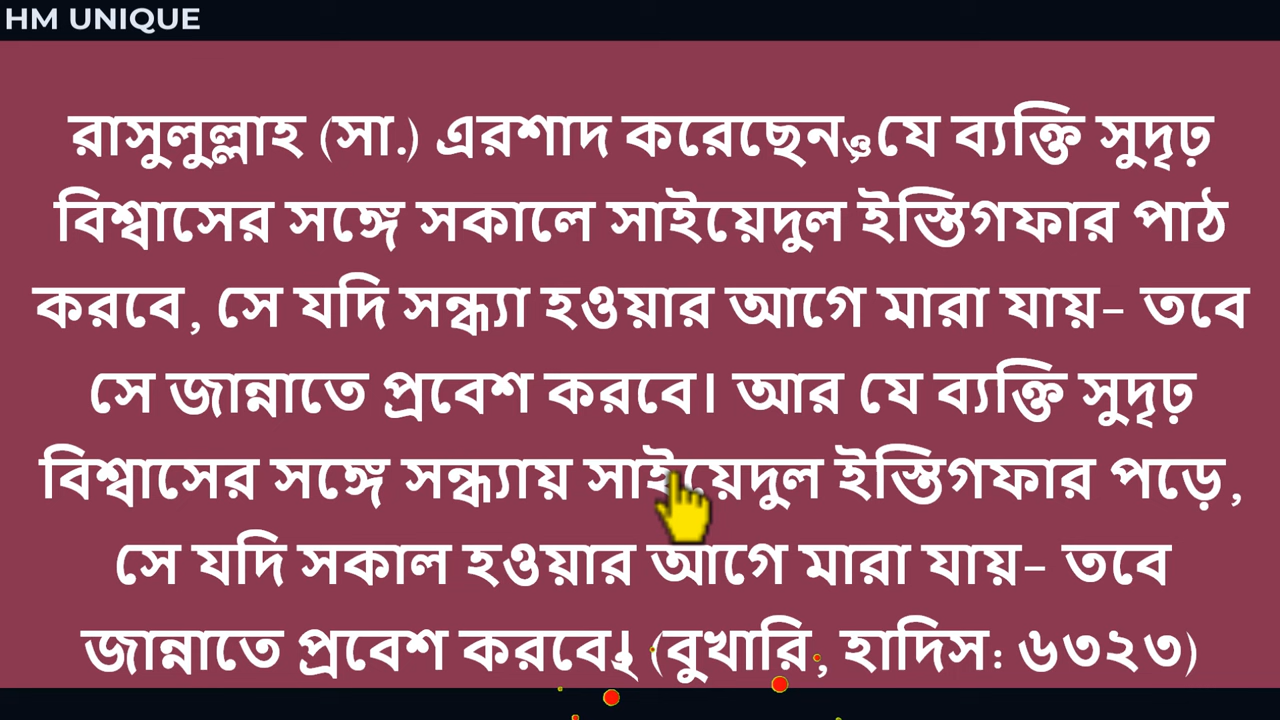 HM UNIQUE
রাসুলুল্লাহ (সা.) এরশাদ করেছেন, যে ব্যক্তি সুদৃঢ়
বিশ্বাসের সঙ্গে সকালে সাইয়েদুল ইস্তিগফার পাঠ
করবে, সে যদি সন্ধ্যা হওয়ার আগে মারা যায়– তবে
সে জান্নাতে প্রবেশ করবে। আর যে ব্যক্তি সুদৃঢ়
বিশ্বাসের সঙ্গে সন্ধ্যায় সাইয়েদুল ইস্তিগফার পড়ে,
সে যদি সকাল হওয়ার আগে মারা যায়– তবে
জান্নাতে প্রবেশ করবে। (বুখারি, হাদিস: ৬৩২৩)